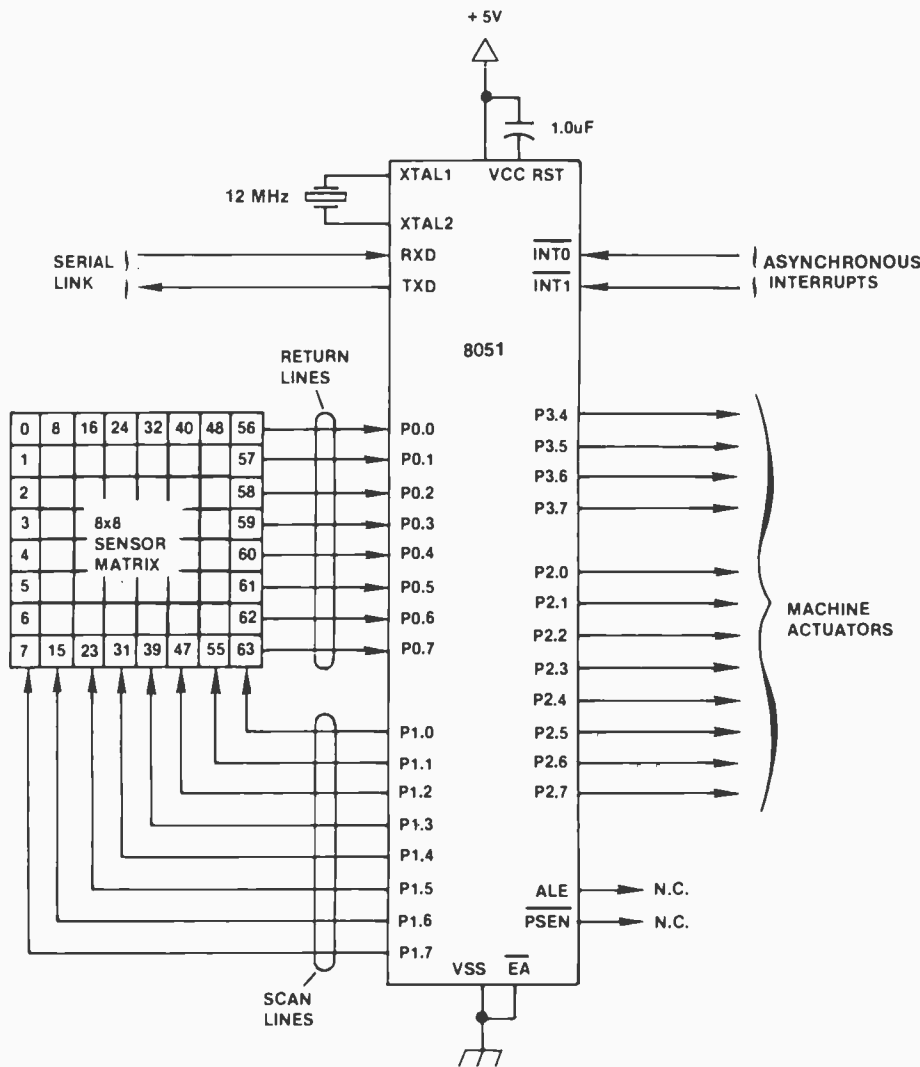 + 5V
1.0uF
XTAL1
VCC RST
12 MHz
XTAL2
SERIAL
LINK
RXD
TXD
INT0
INT1
ASYNCHRONOUS
INTERRUPTS
8051
RETURN
LINES
0 8 16 24 32 40 48 56
1 57
2 58
3 59
4 60
5 61
6 62
7 15 23 31 39 47 55 63
8x8
SENSOR
MATRIX
P0.0
P0.1
P0.2
P0.3
P0.4
P0.5
P0.6
P0.7
P1.0
P1.1
P1.2
P1.3
P1.4
P1.5
P1.6
P1.7
SCAN
LINES
P3.4
P3.5
P3.6
P3.7
P2.0
P2.1
P2.2
P2.3
P2.4
P2.5
P2.6
P2.7
MACHINE
ACTUATORS
ALE
N.C.
PSEN
N.C.
VSS
EA